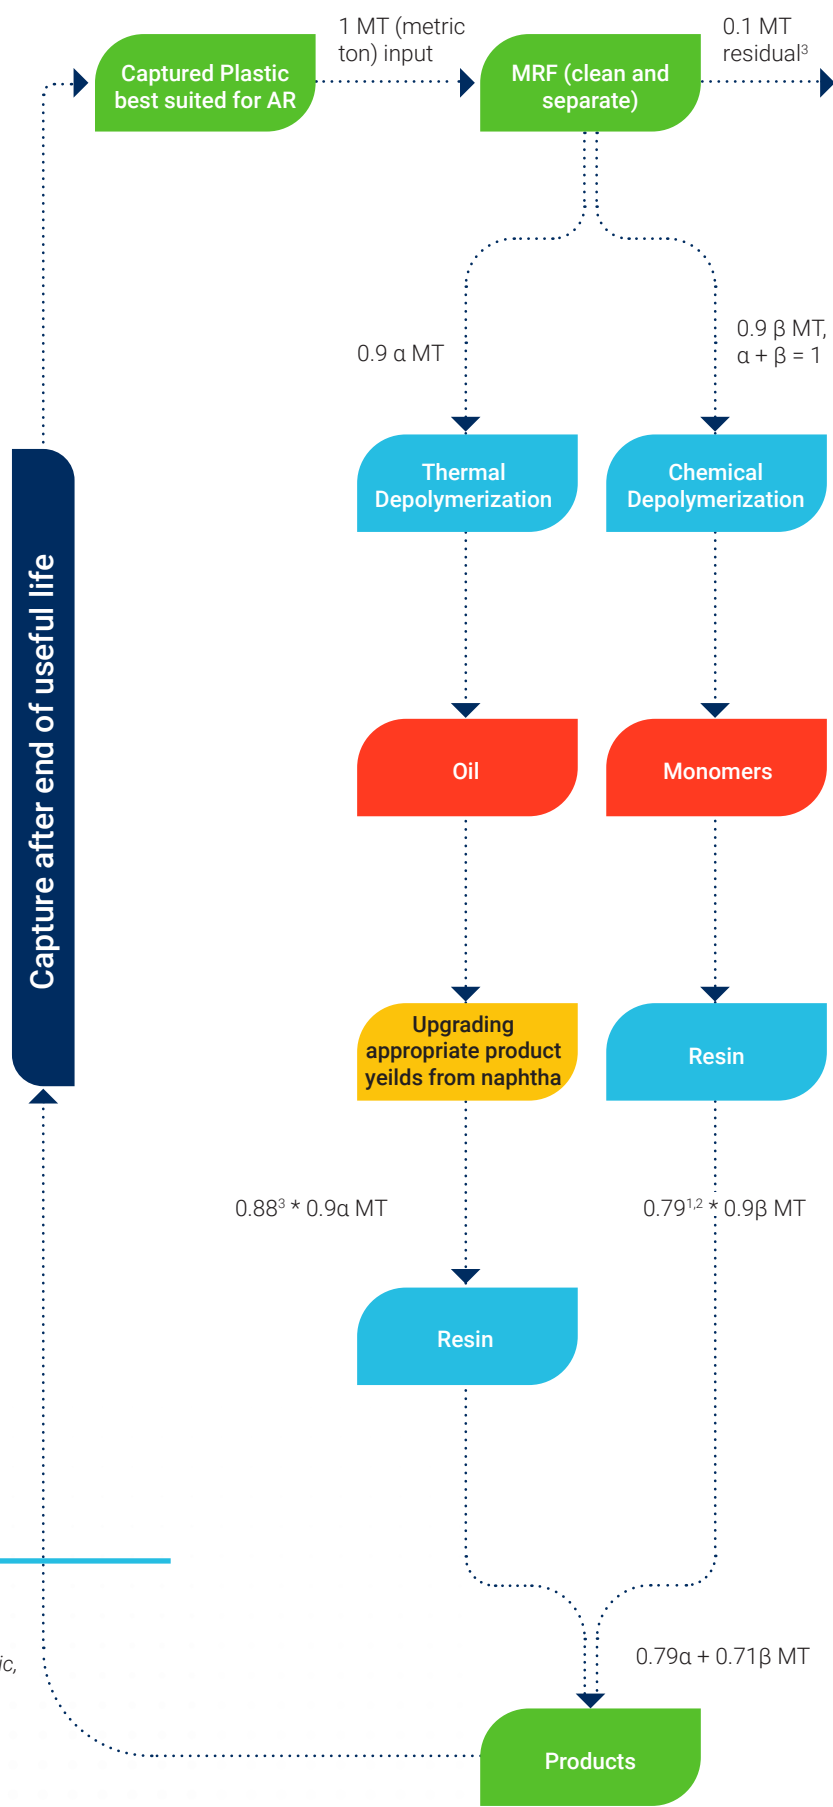 1 MT (metric
ton) input
0.1 MT
residual³
Captured Plastic
best suited for AR
MRF (clean and
separate)
0.9 α MT
0.9 β MT,
α + β = 1
Thermal
Depolymerization
Chemical
Depolymerization
Capture after end of useful life
Oil
Monomers
Upgrading
appropriate product
yeilds from naphtha
Resin
0.88³ * 0.9α MT
0.79¹,² * 0.9β MT
Resin
0.79α + 0.71β MT
ic,
Products